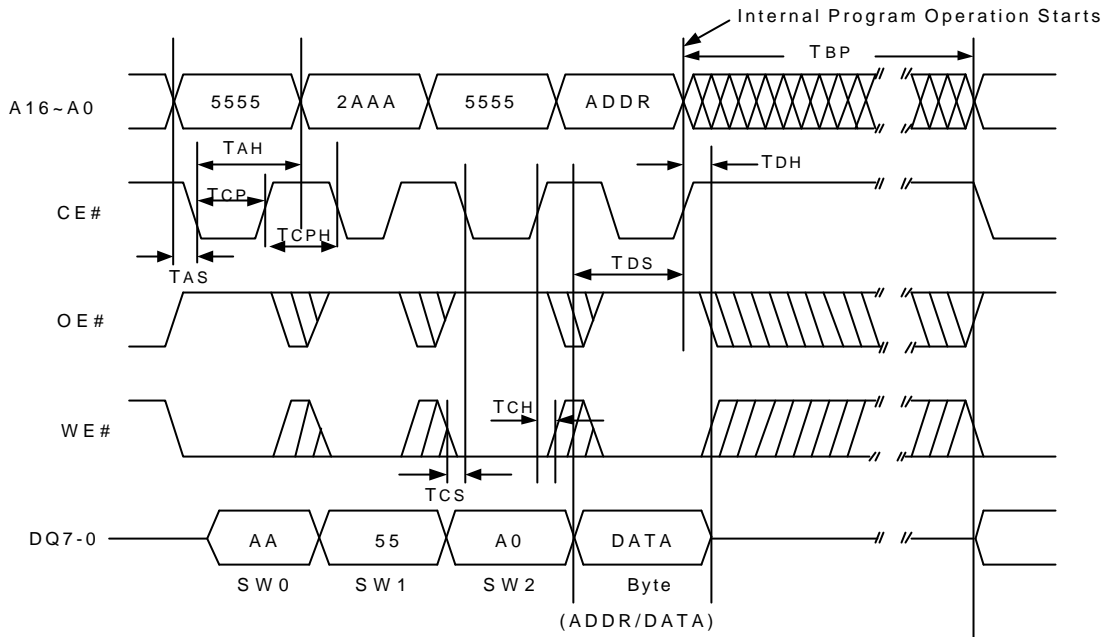 Internal Program Operation Starts
TBP
A16~A0
5555
2AAA
5555
ADDR
TAH
TDH
TCP
CE#
TCPH
TAS
TDS
OE#
TCH
WE#
TCS
DQ7-0
AA
55
A0
DATA
SW0
SW1
SW2
Byte
(ADDR/DATA)